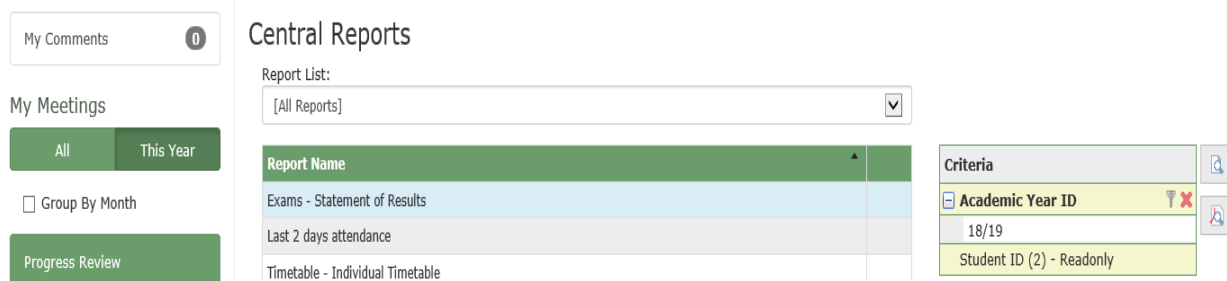 My Comments 0
My Meetings
All This Year
Group By Month
Progress Review
Central Reports
Report List:
[All Reports]
Report Name
Exams - Statement of Results
Last 2 days attendance
Timetable - Individual Timetable
Criteria
Academic Year ID
18/19
Student ID (2) - Readonly